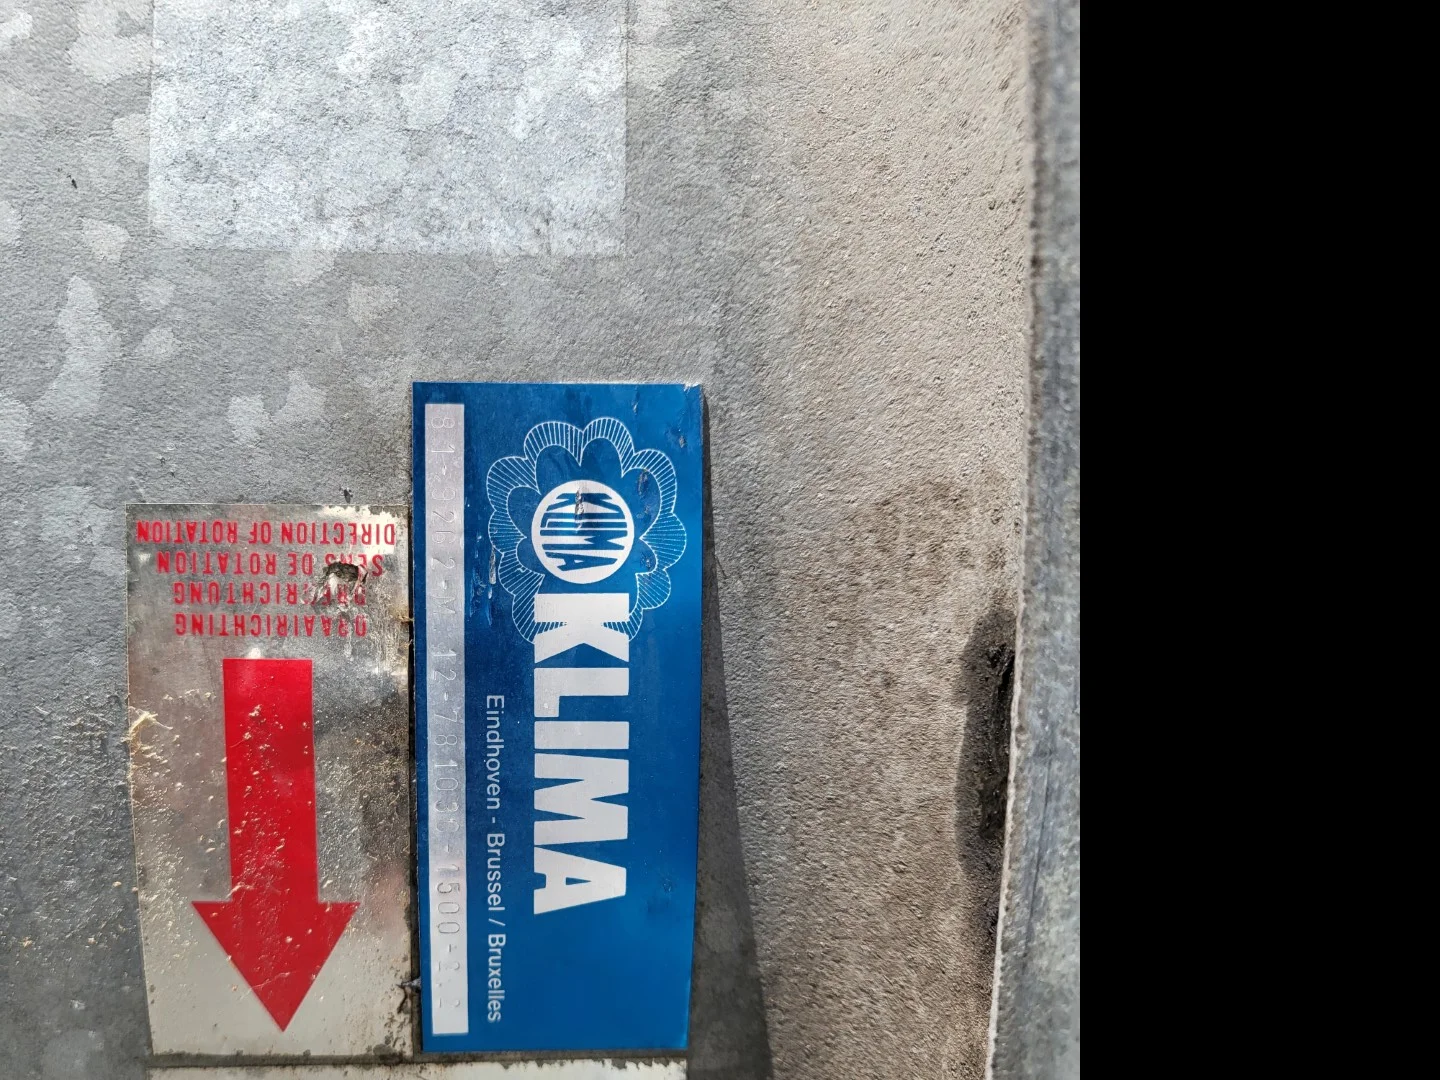 DIRECTION OF ROTATION
SENS DE ROTATION
DREHRICHTUNG
DRAAIRICHTING
KLIMA
KLIMA
Eindhoven - Brussel / Bruxelles